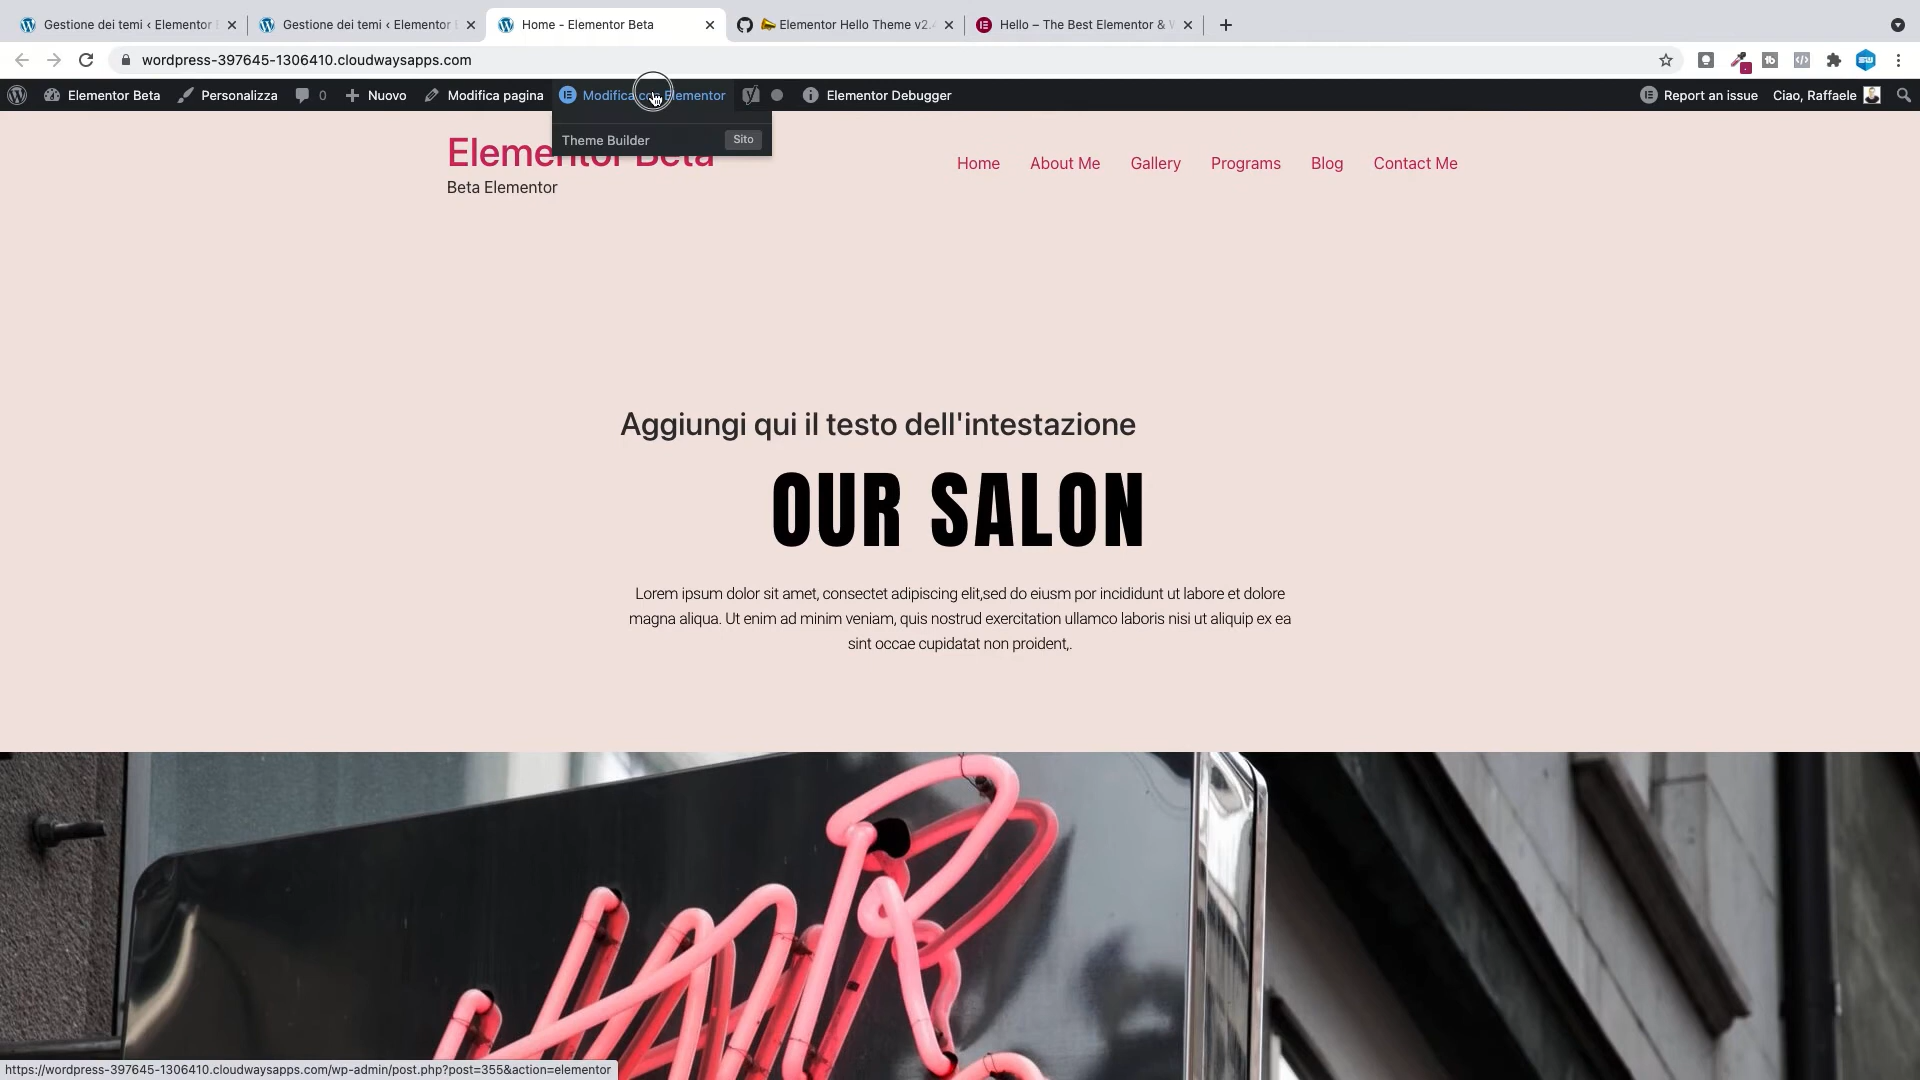 Gestione dei temi ‹ Elementor
Gestione dei temi ‹ Elementor
Home - Elementor Beta
Elementor Hello Theme v2.
Hello – The Best Elementor &
wordpress-397645-1306410.cloudwaysapps.com
Elementor Beta
Personalizza
0
Nuovo
Modifica pagina
Modifica con Elementor
Elementor Debugger
Report an issue
Ciao, Raffaele
Theme Builder
Sito
Elementor Beta
Beta Elementor
Home
About Me
Gallery
Programs
Blog
Contact Me
Aggiungi qui il testo dell'intestazione
OUR SALON
Lorem ipsum dolor sit amet, consectet adipiscing elit,sed do eiusm por incididunt ut labore et dolore
magna aliqua. Ut enim ad minim veniam, quis nostrud exercitation ullamco laboris nisi ut aliquip ex ea
sint occae cupidatat non proident,.
https://wordpress-397645-1306410.cloudwaysapps.com/wp-admin/post.php?post=355&action=elementor